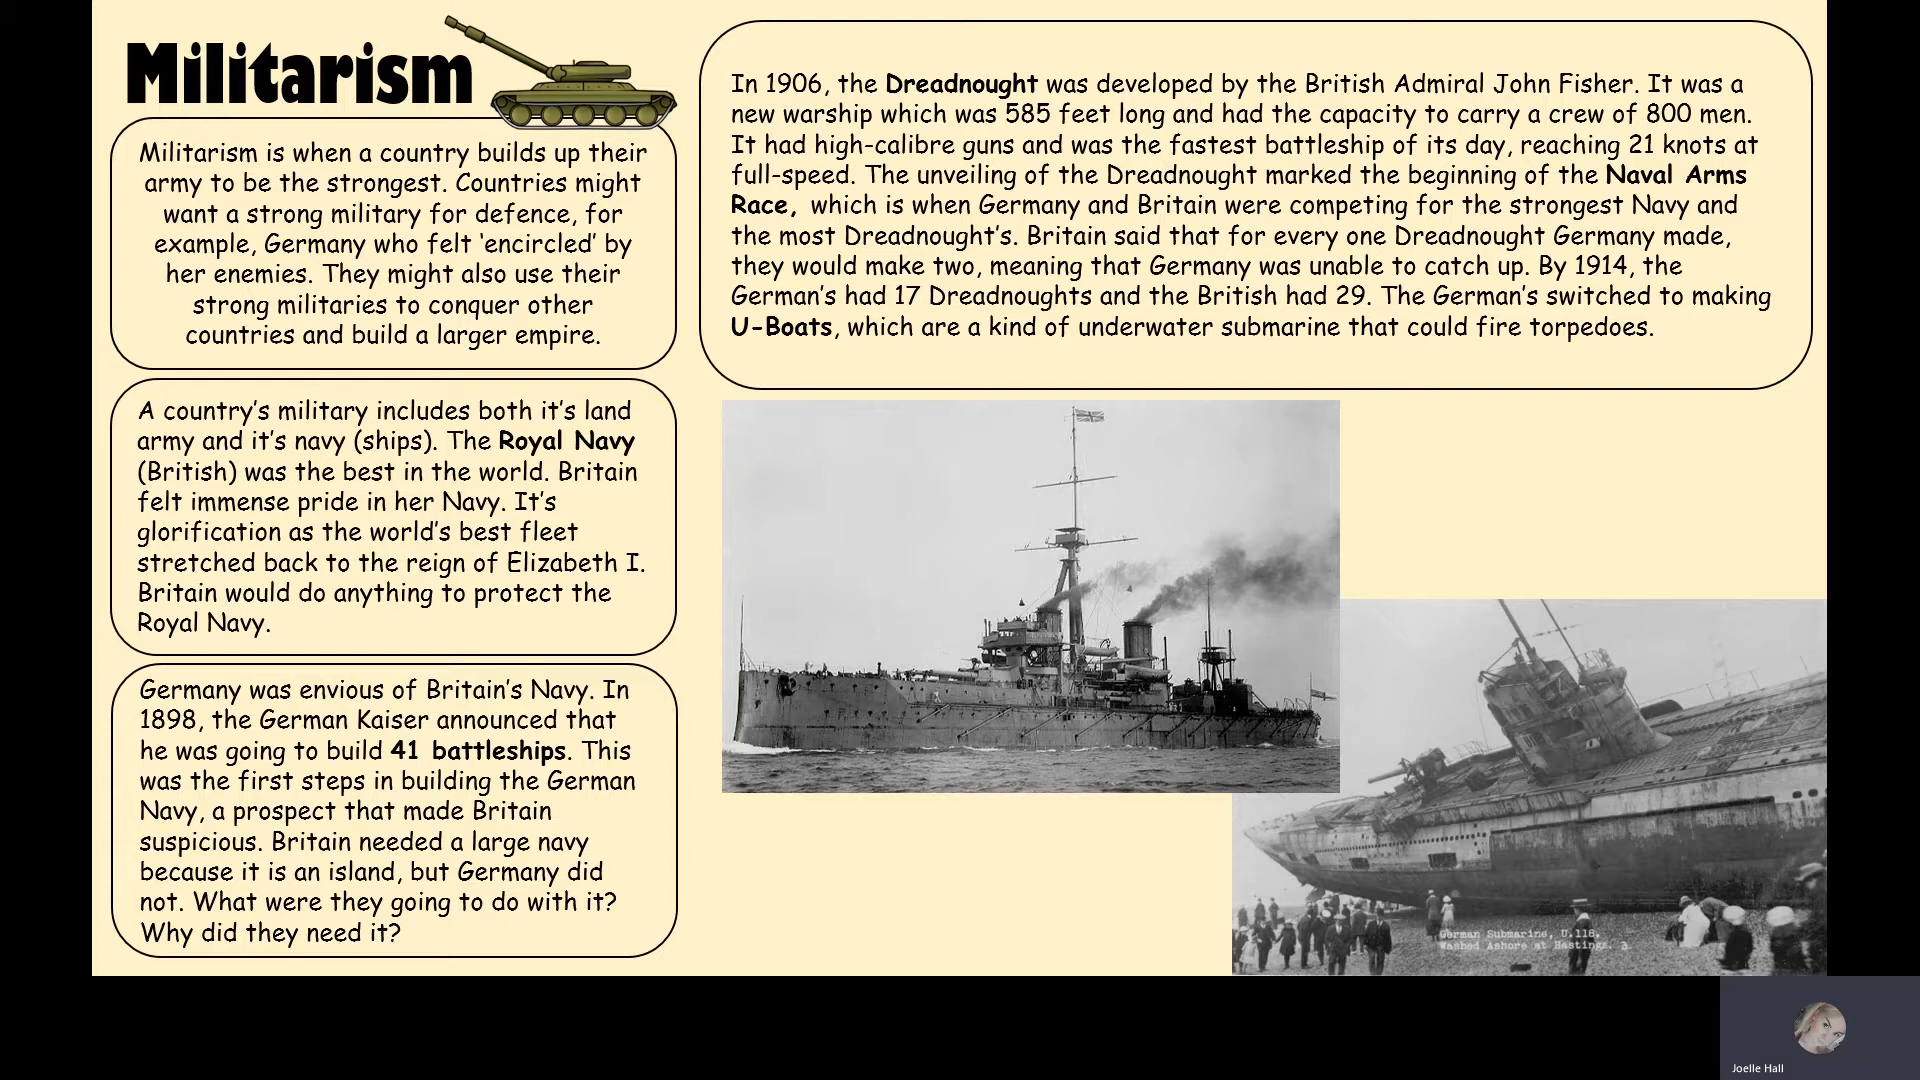 Militarism
Militarism is when a country builds up their
army to be the strongest. Countries might
want a strong military for defence, for
example, Germany who felt ‘encircled’ by
her enemies. They might also use their
strong militaries to conquer other
countries and build a larger empire.
A country’s military includes both it’s land
army and it’s navy (ships). The Royal Navy
(British) was the best in the world. Britain
felt immense pride in her Navy. It’s
glorification as the world’s best fleet
stretched back to the reign of Elizabeth I.
Britain would do anything to protect the
Royal Navy.
Germany was envious of Britain’s Navy. In
1898, the German Kaiser announced that
he was going to build 41 battleships. This
was the first steps in building the German
Navy, a prospect that made Britain
suspicious. Britain needed a large navy
because it is an island, but Germany did
not. What were they going to do with it?
Why did they need it?
In 1906, the Dreadnought was developed by the British Admiral John Fisher. It was a
new warship which was 585 feet long and had the capacity to carry a crew of 800 men.
It had high-calibre guns and was the fastest battleship of its day, reaching 21 knots at
full-speed. The unveiling of the Dreadnought marked the beginning of the Naval Arms
Race, which is when Germany and Britain were competing for the strongest Navy and
the most Dreadnought’s. Britain said that for every one Dreadnought Germany made,
they would make two, meaning that Germany was unable to catch up. By 1914, the
German’s had 17 Dreadnoughts and the British had 29. The German’s switched to making
U-Boats, which are a kind of underwater submarine that could fire torpedoes.
German Submarine, U.118,
Washed Ashore at Hastings. 3.
Joelle Hall